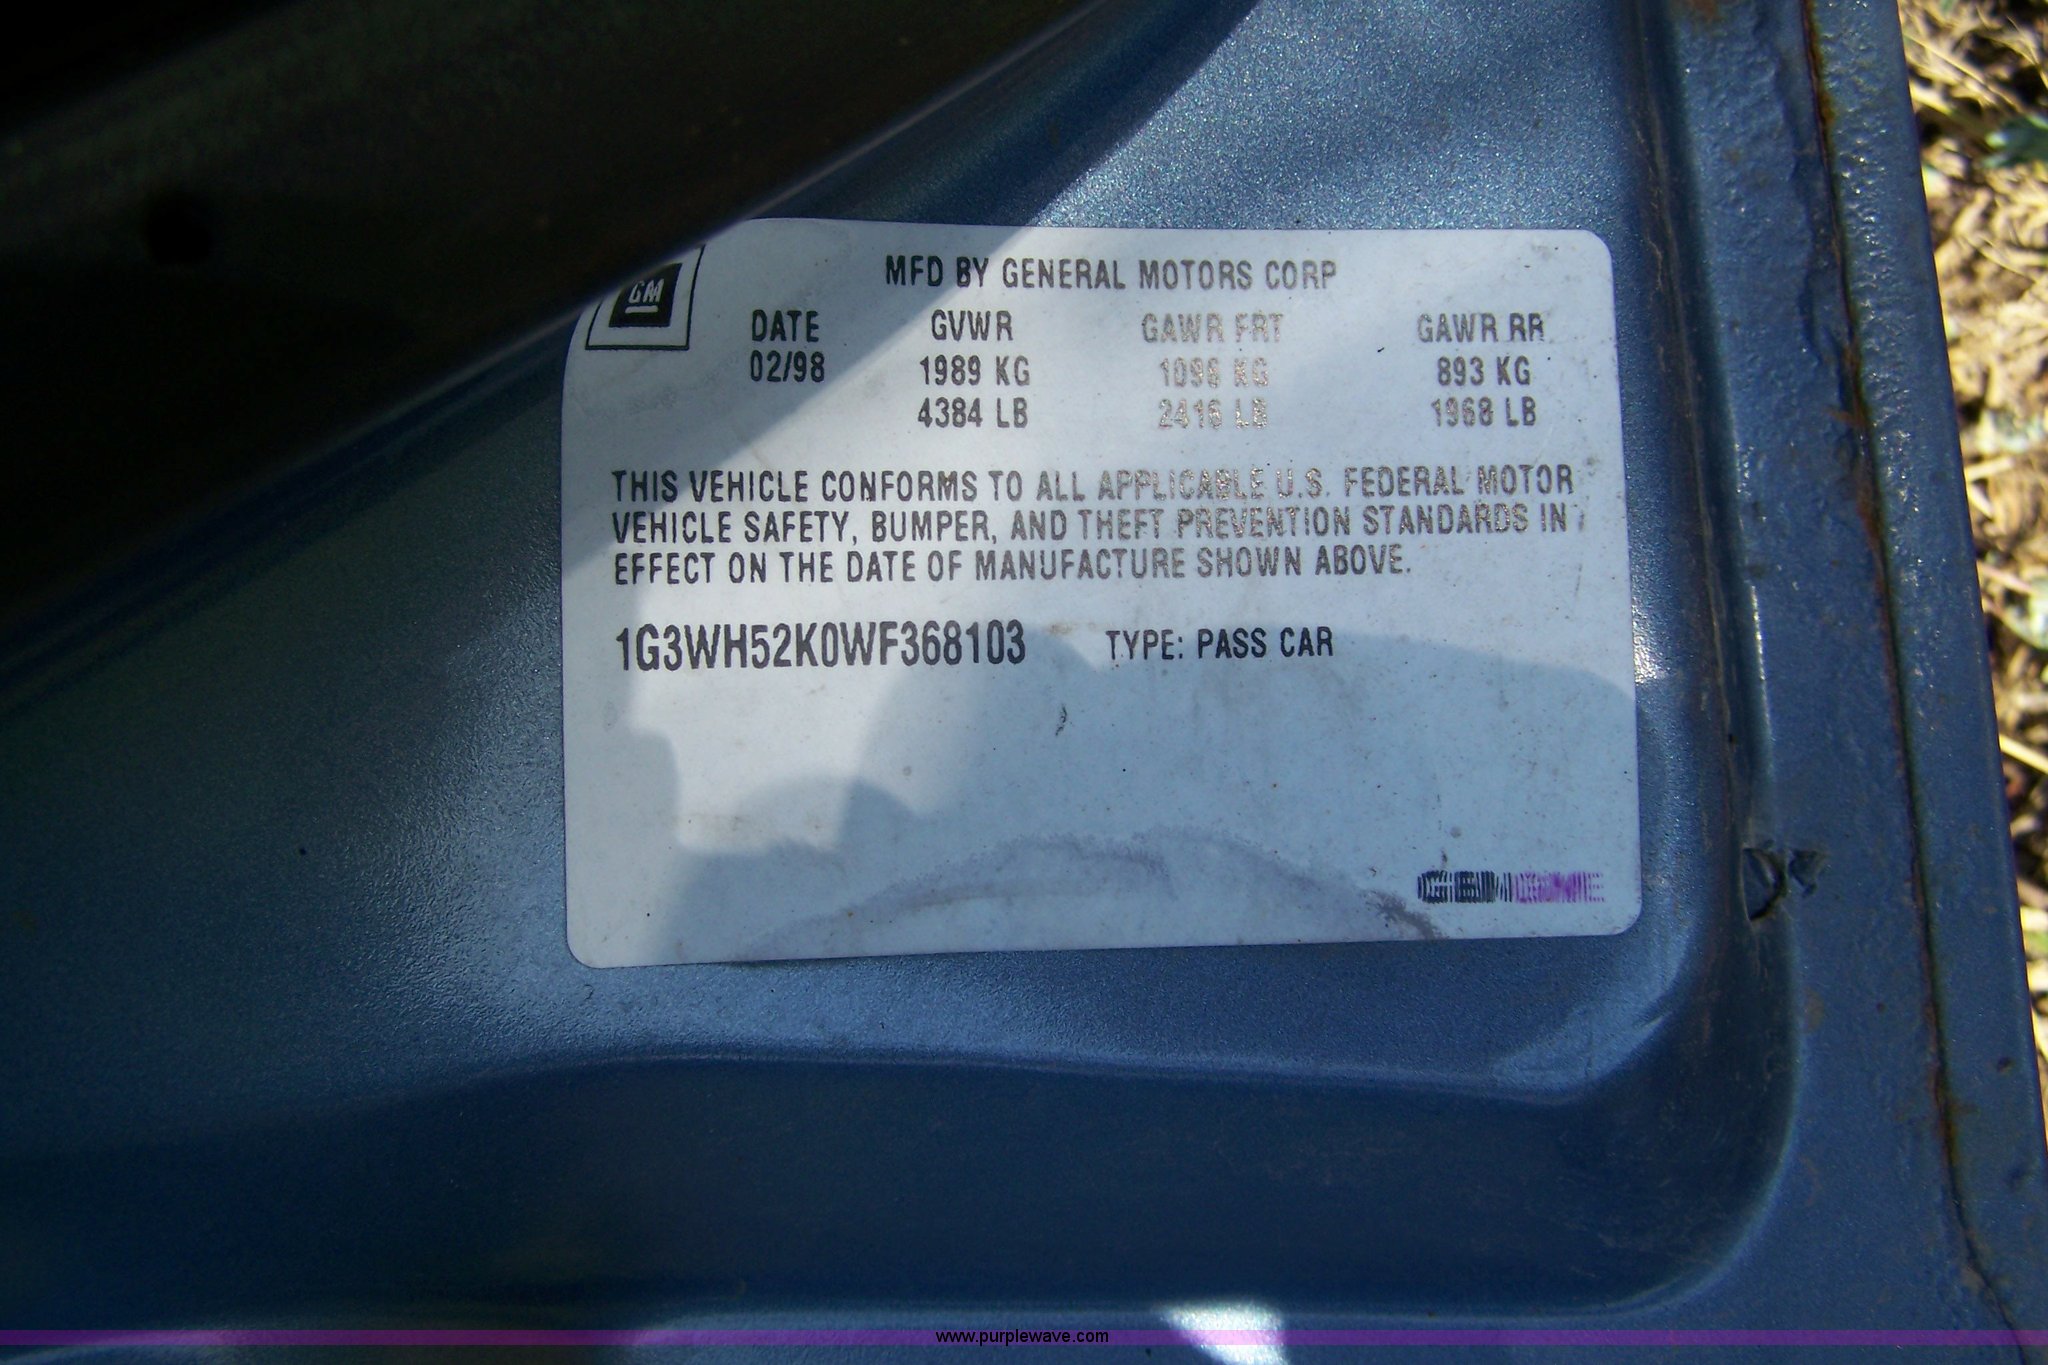 GM
MFD BY GENERAL MOTORS CORP
DATE GVWR GAWR FRT GAWR RR
02/98 1989 KG 1096 KG 893 KG
4384 LB 2416 LB 1968 LB
THIS VEHICLE CONFORMS TO ALL APPLICABLE U.S. FEDERAL MOTOR
VEHICLE SAFETY, BUMPER, AND THEFT PREVENTION STANDARDS IN
EFFECT ON THE DATE OF MANUFACTURE SHOWN ABOVE.
1G3WH52K0WF368103 TYPE: PASS CAR
www.purplewave.com